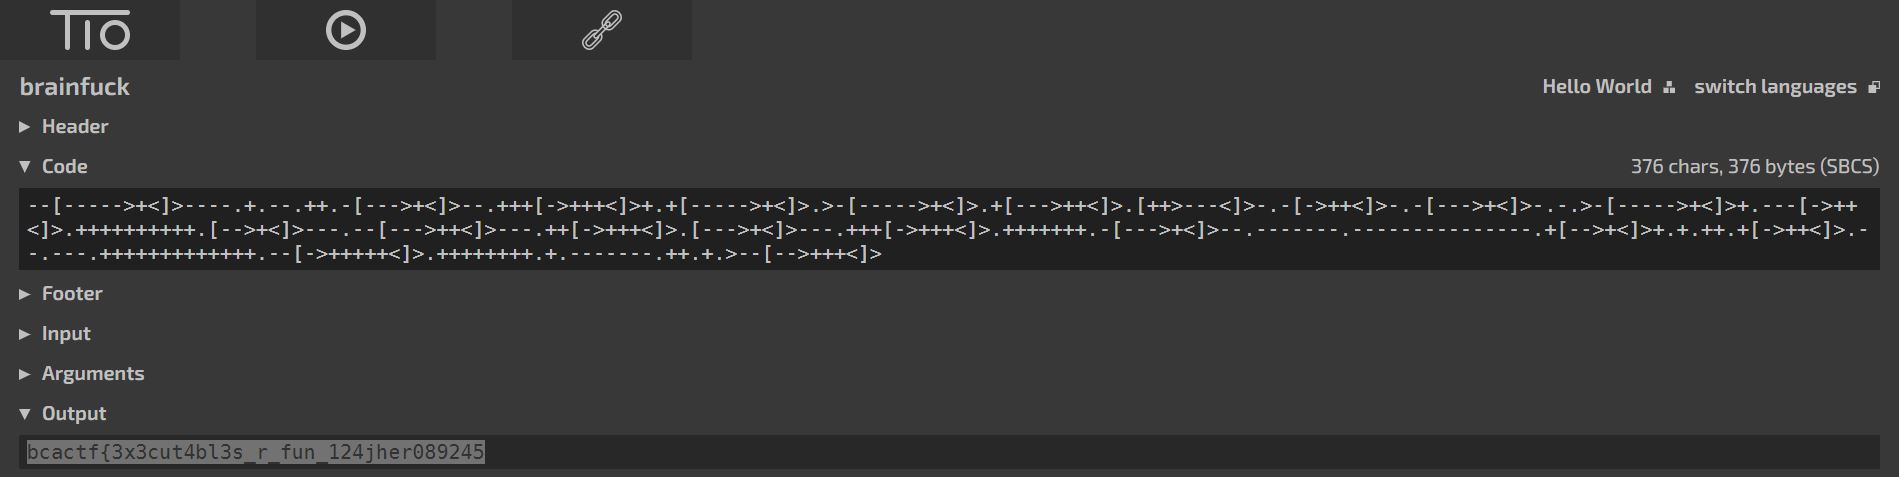 TIO
brainfuck
Hello World
switch languages
Header
Code
376 chars, 376 bytes (SBCS)
--[----->+<]>----.+.--.++.-[--->+<]>--.+++[->+++<]>+.+[----->+<]>.>-[----->+<]>.+[--->++<]>.[++>---<]>-.-[->++<]>-.-[--->+<]>-.-.>-[----->+<]>+.---[->++
<]>.++++++++++.[-->+<]>---.--[--->++<]>---.++[->+++<]>.[--->+<]>---.+++[->+++<]>.+++++++.-[--->+<]>--.-------.---------------.+[-->+<]>+.+.++.+[->++<]>.-
-.---.+++++++++++++.--[->+++++<]>.++++++++.+.-------.++.+.>--[-->+++<]>
Footer
Input
Arguments
Output
bcactf{3x3cut4bl3s_r_fun_124jher089245